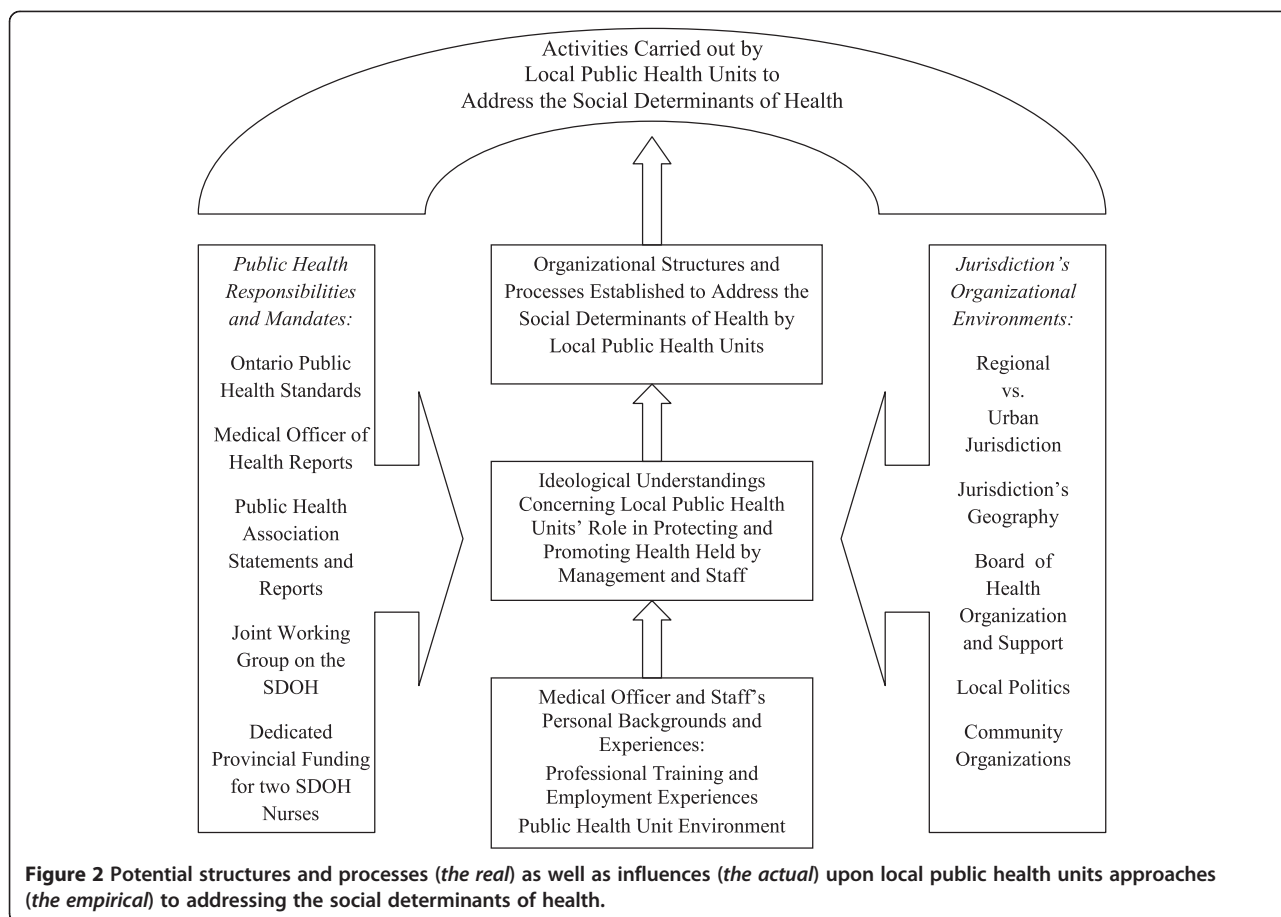 Activities Carried out by
Local Public Health Units to
Address the Social Determinants of Health
Public Health
Responsibilities
and Mandates:
Ontario Public
Health Standards
Medical Officer of
Health Reports
Public Health
Association
Statements and
Reports
Joint Working
Group on the
SDOH
Dedicated
Provincial Funding
for two SDOH
Nurses
Organizational Structures and
Processes Established to Address the
Social Determinants of Health by
Local Public Health Units
Ideological Understandings
Concerning Local Public Health
Units' Role in Protecting and
Promoting Health Held by
Management and Staff
Medical Officer and Staff's
Personal Backgrounds and
Experiences:
Professional Training and
Employment Experiences
Public Health Unit Environment
Jurisdiction's
Organizational
Environments:
Regional
vs.
Urban
Jurisdiction
Jurisdiction's
Geography
Board of
Health
Organization
and Support
Local Politics
Community
Organizations
Figure 2 Potential structures and processes (the real) as well as influences (the actual) upon local public health units approaches
(the empirical) to addressing the social determinants of health.